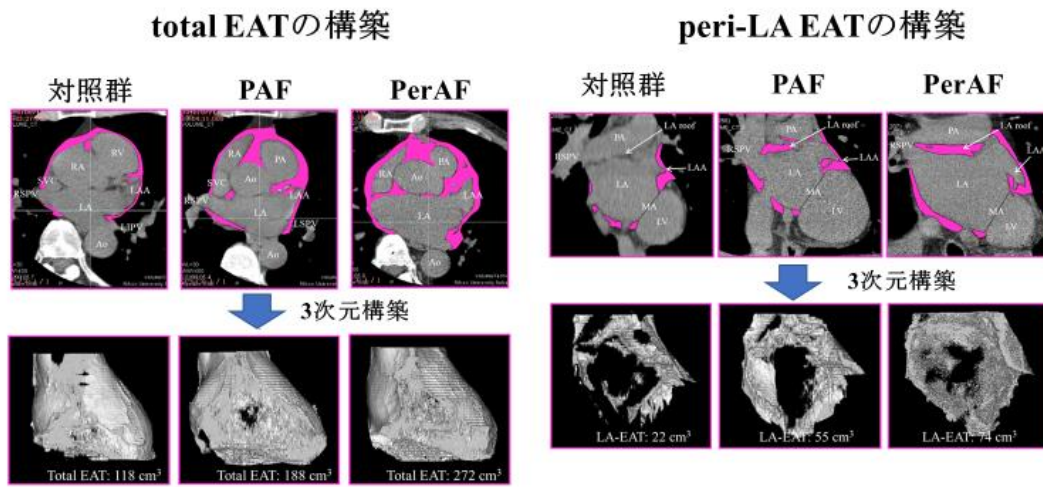 total EATの構築
対照群
PAF
PerAF
RV
RA
SVC
LAA
RSPV
LA
LIPV
Ao
RA
PA
Ao
SVC
LAA
RSPV
LA
LSPV
Ao
PA
RA
Ao
LAA
LA
Ao
3次元構築
Total EAT: 118 cm³
Total EAT: 188 cm³
Total EAT: 272 cm³
peri-LA EATの構築
対照群
PAF
PerAF
PA
LA roof
RSPV
LAA
LA
MA
LV
PA
LA roof
RSPV
LAA
LA
MA
LV
PA
LA roof
RSPV
LAA
LA
MA
LV
3次元構築
LA-EAT: 22 cm³
LA-EAT: 55 cm³
LA-EAT: 74 cm³